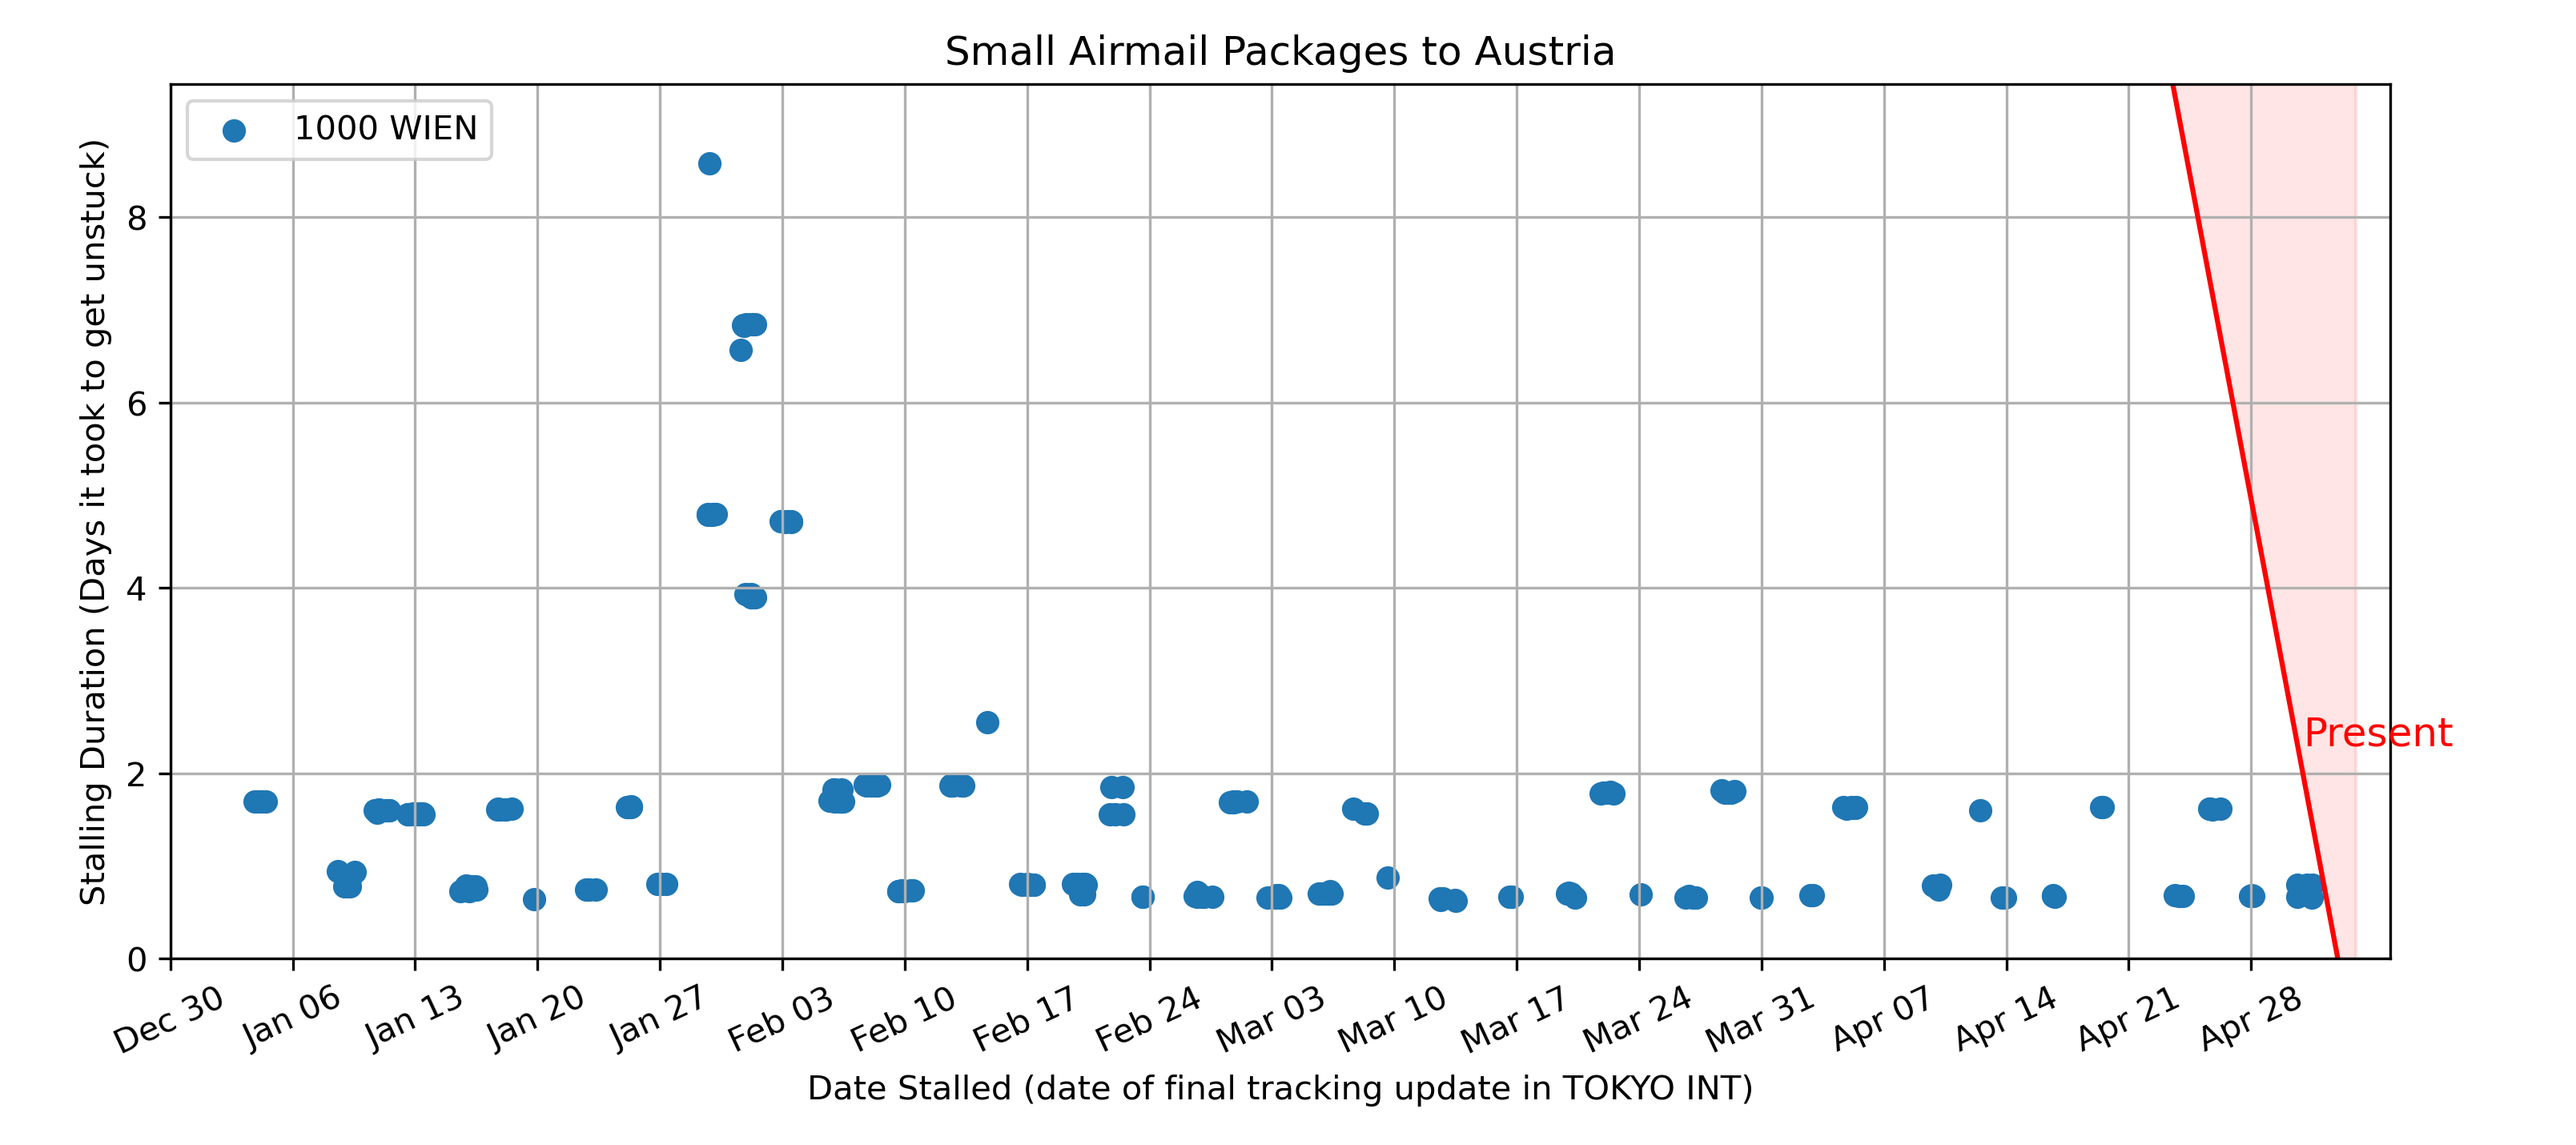 Small Airmail Packages to Austria
1000 WIEN
Stalling Duration (Days it took to get unstuck)
8
6
4
2
0
Present
Dec 30
Jan 06
Jan 13
Jan 20
Jan 27
Feb 03
Feb 10
Feb 17
Feb 24
Mar 03
Mar 10
Mar 17
Mar 24
Mar 31
Apr 07
Apr 14
Apr 21
Apr 28
Date Stalled (date of final tracking update in TOKYO INT)